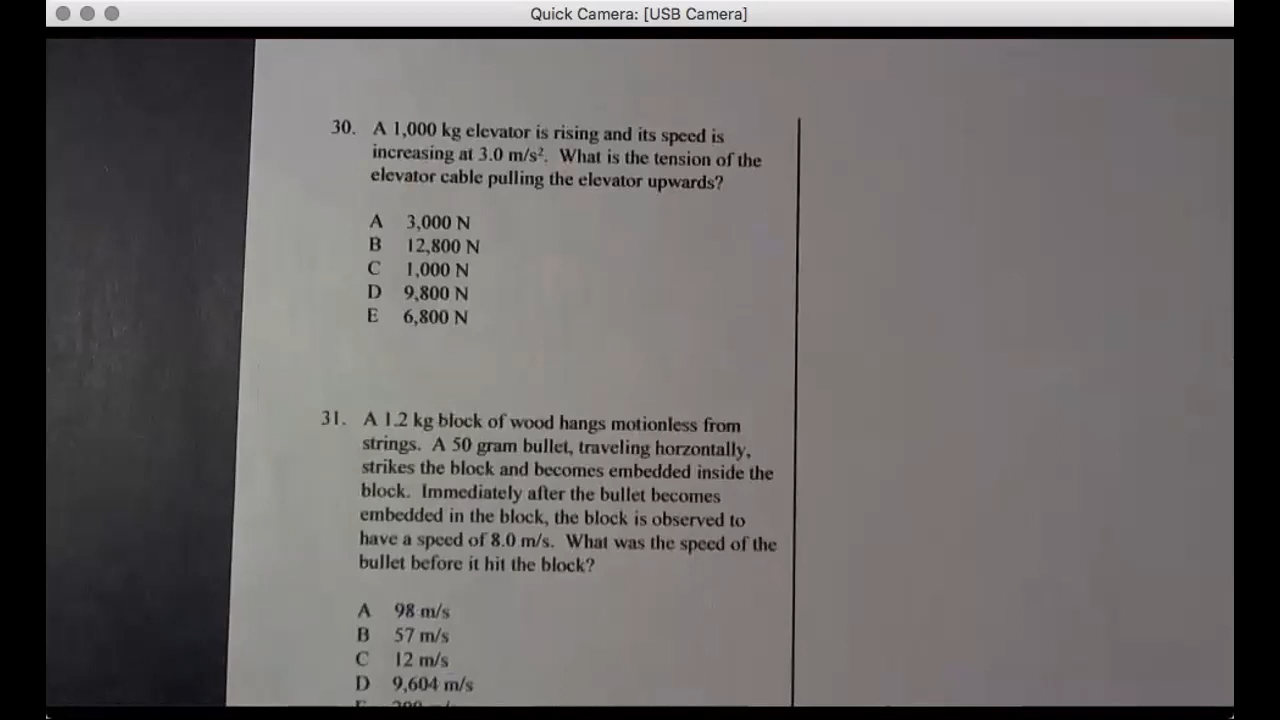 Quick Camera: [USB Camera]
30. A 1,000 kg elevator is rising and its speed is
increasing at 3.0 m/s². What is the tension of the
elevator cable pulling the elevator upwards?
A 3,000 N
B 12,800 N
C 1,000 N
D 9,800 N
E 6,800 N
31. A 1.2 kg block of wood hangs motionless from
strings. A 50 gram bullet, traveling horzontally,
strikes the block and becomes embedded inside the
block. Immediately after the bullet becomes
embedded in the block, the block is observed to
have a speed of 8.0 m/s. What was the speed of the
bullet before it hit the block?
A 98 m/s
B 57 m/s
C 12 m/s
D 9,604 m/s